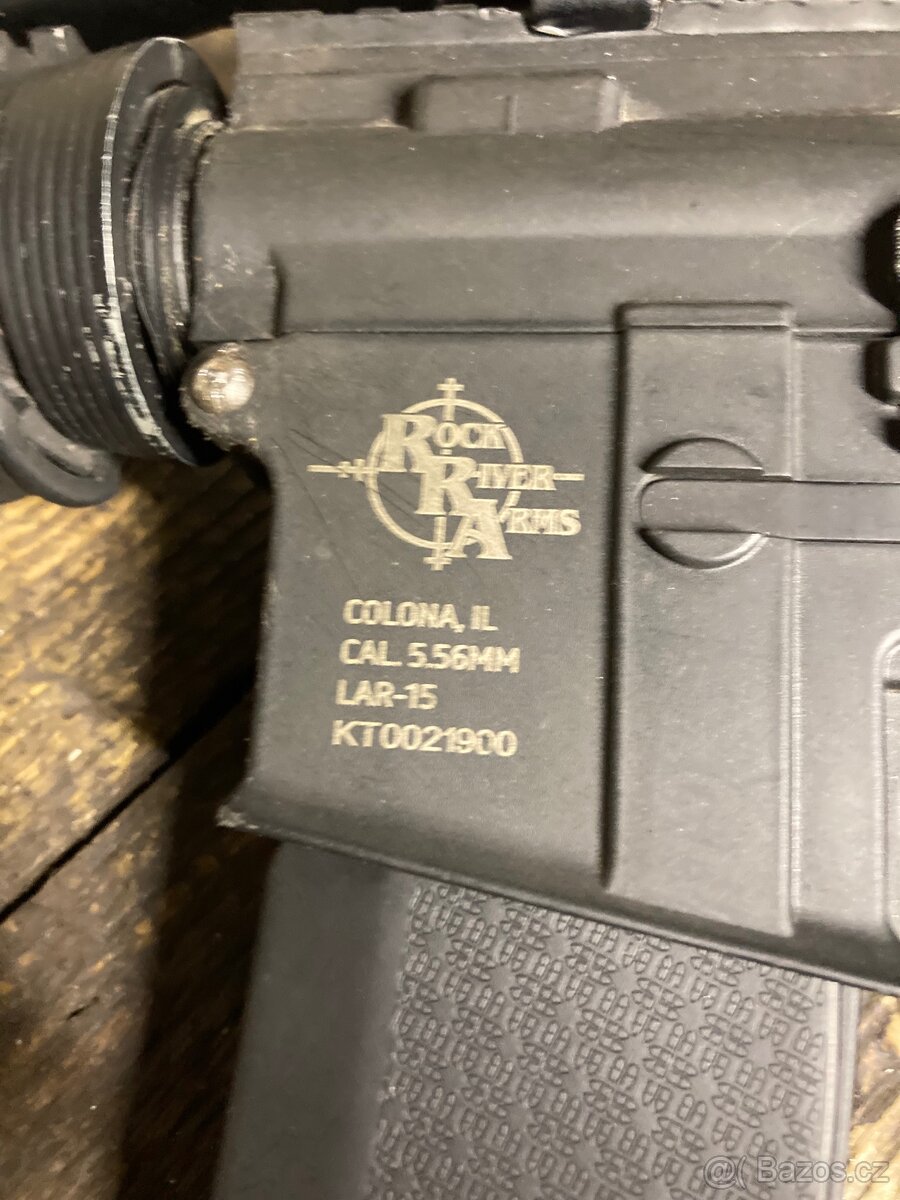 ROCK
RIVER
ARMS
COLONA, IL
CAL. 5.56MM
LAR-15
KT0021900
Bazos.cz